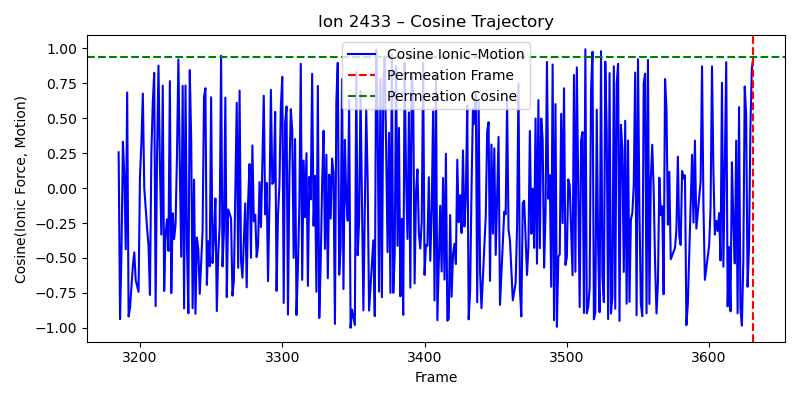 Ion 2433 – Cosine Trajectory
Cosine(Ionic Force, Motion)
1.00
0.75
0.50
0.25
0.00
−0.25
−0.50
−0.75
−1.00
Cosine Ionic–Motion
Permeation Frame
Permeation Cosine
3200
3300
3400
3500
3600
Frame